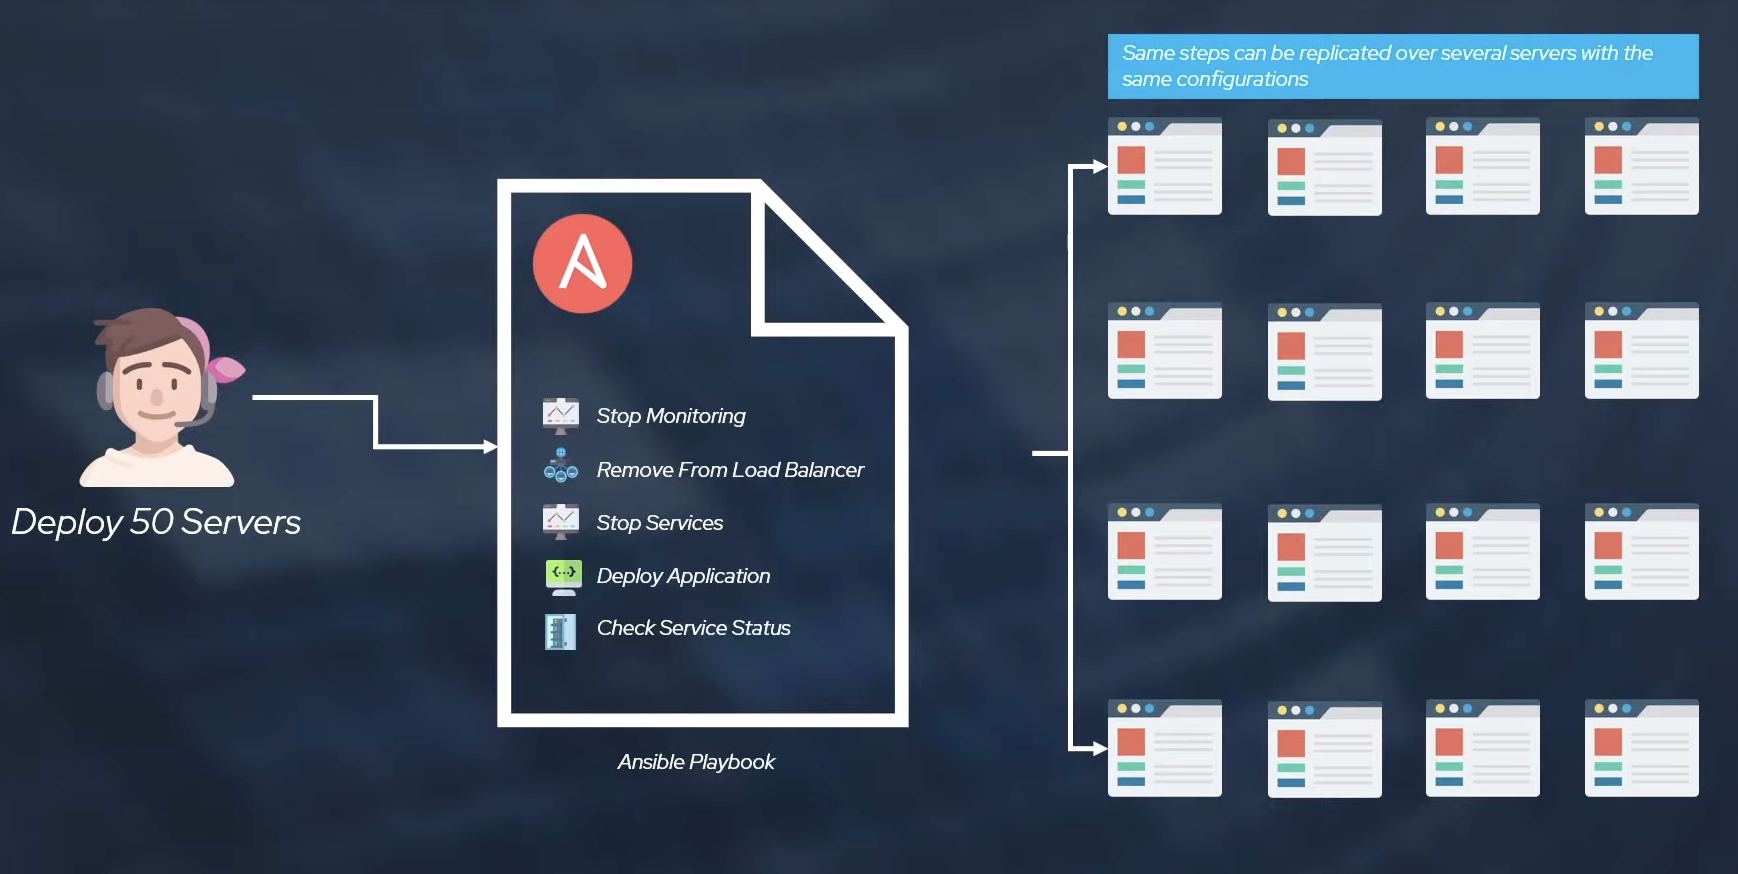 Same steps can be replicated over several servers with the
same configurations
Deploy 50 Servers
Stop Monitoring
Remove From Load Balancer
Stop Services
Deploy Application
Check Service Status
Ansible Playbook